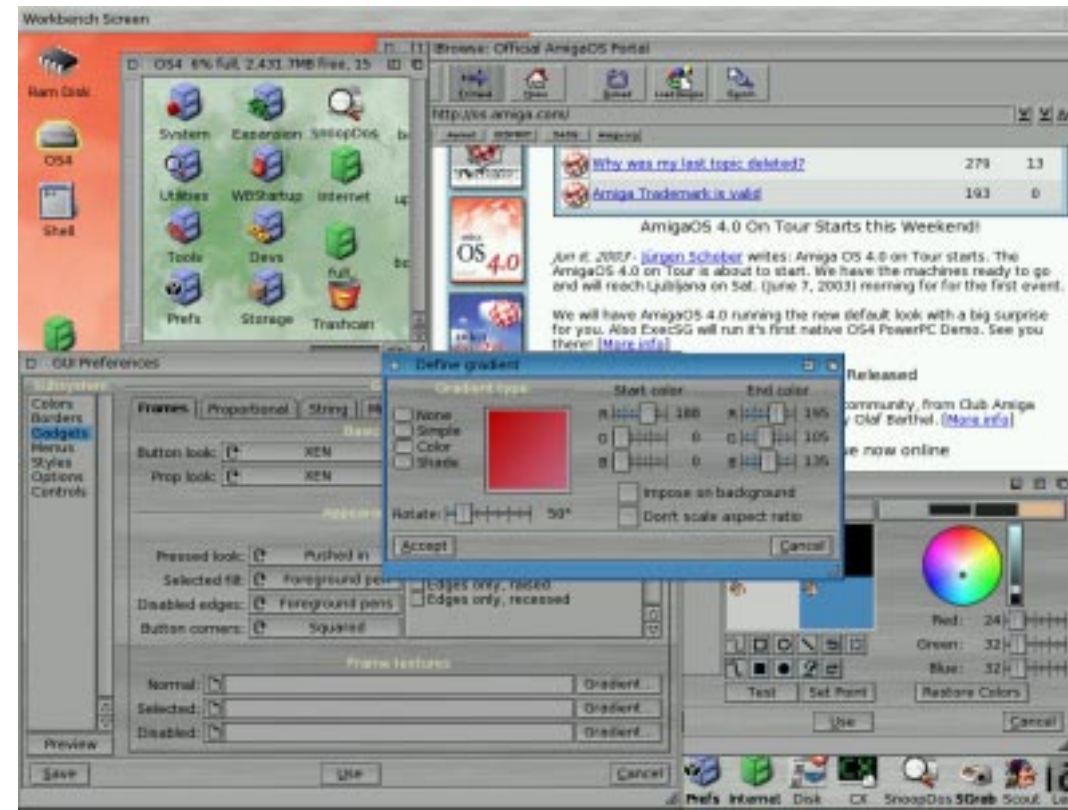 Workbench Screen
Ram Disk
OS4
Shell
OS4 6% full, 2.431.7MB free, 15
System Expansion SnoopDos
Utilities WBStartup Internet
Tools Devs
Prefs Storage Trashcan
IBrowse: Official AmigaOS Portal
http://os.amiga.com/
Why was my last topic deleted? 279 13
Amiga Trademark is valid 193 0
OS 4.0
AmigaOS 4.0 On Tour Starts this Weekend!
Jürgen Schober writes: Amiga OS 4.0 on Tour starts. The
AmigaOS 4.0 on Tour is about to start. We have the machines ready to go
and will reach Ljubljana on Sat. (June 7, 2003) morning for for the first event.
We will have AmigaOS 4.0 running the new default look with a big surprise
for you. Also ExecSG will run it's first native OS4 PowerPC Demo. See you
there! [More info]
Released
community, from Club Amiga
y Olaf Barthel. [More info]
e now online
GUI Preferences
Subsystem
Colors
Borders
Gadgets
Menus
Styles
Options
Controls
Preview
Frames Proportional String
Button look: XEN
Prop look: XEN
Pressed look: Pushed in
Selected fill: Foreground pen
Disabled edges: Foreground pens
Button corners: Squared
Edges only, raised
Edges only, recessed
Frame textures
Normal: Gradient...
Selected: Gradient...
Disabled: Gradient...
Save Use Cancel
Define gradient
Gradient type
None
Simple
Color
Shade
Rotate: 50°
Start color
R 188
G 0
B 0
End color
R 195
G 105
B 135
Impose on background
Don't scale aspect ratio
Accept Cancel
Red: 24
Green: 32
Blue: 32
Test Set Point Restore Colors
Use Cancel
Prefs Internet Disk CX SnoopDos SGrab Scout